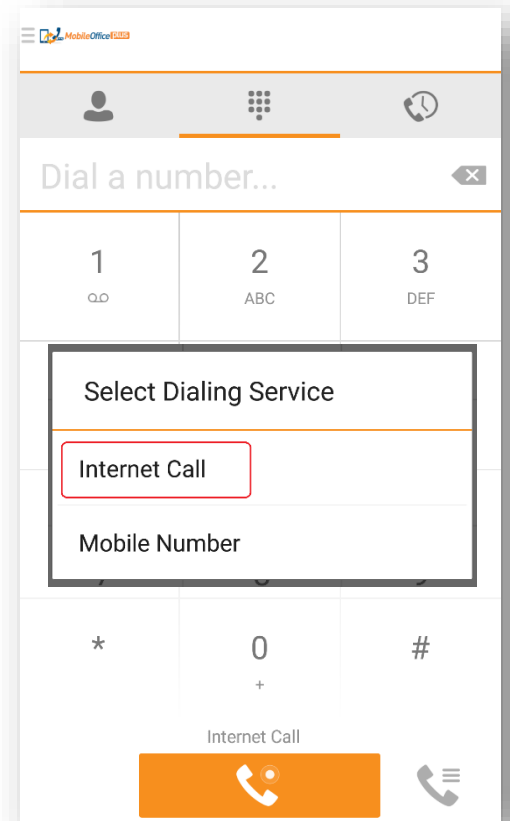 MobileOffice PLUS
Dial a number...
1
2
3
ABC
DEF
Select Dialing Service
Internet Call
Mobile Number
*
0
#
+
Internet Call